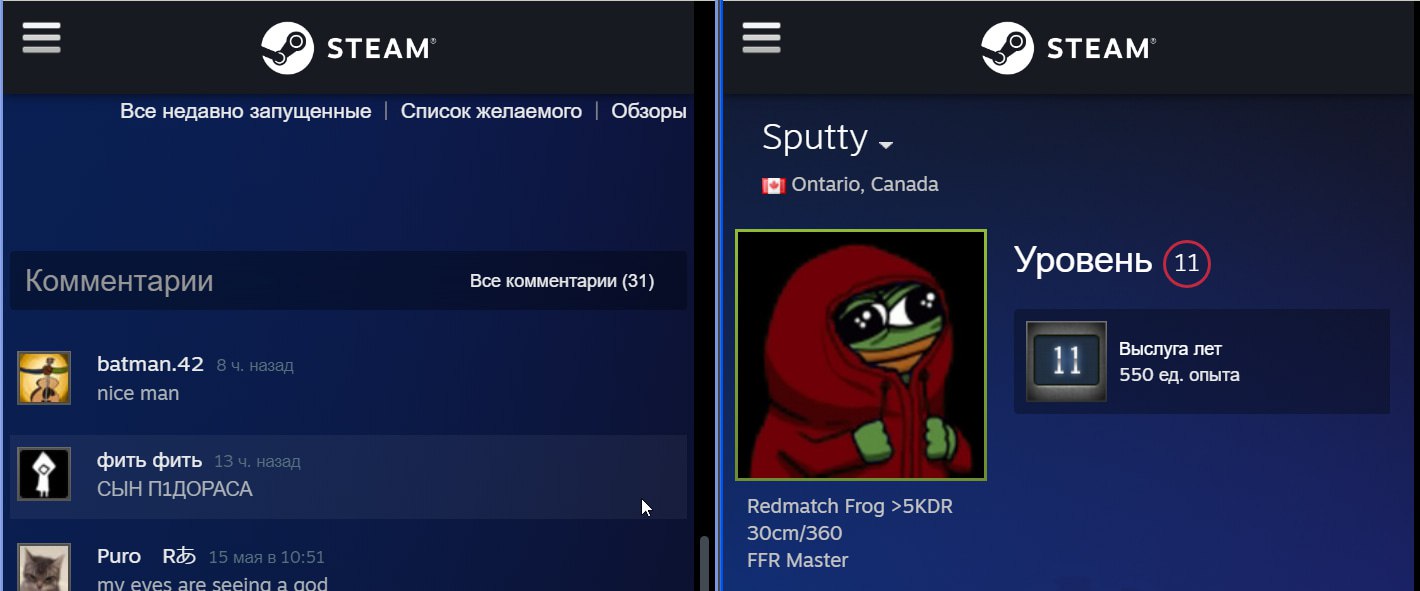 STEAM®
Все недавно запущенные | Список желаемого | Обзоры
Комментарии
Все комментарии (31)
batman.42 8 ч. назад
nice man
фить фить 13 ч. назад
СЫН П1ДОРАСА
Puro Rあ 15 мая в 10:51
my eyes are seeing a god
STEAM®
Sputty
Ontario, Canada
Уровень 11
11
Выслуга лет
550 ед. опыта
Redmatch Frog >5KDR
30cm/360
FFR Master